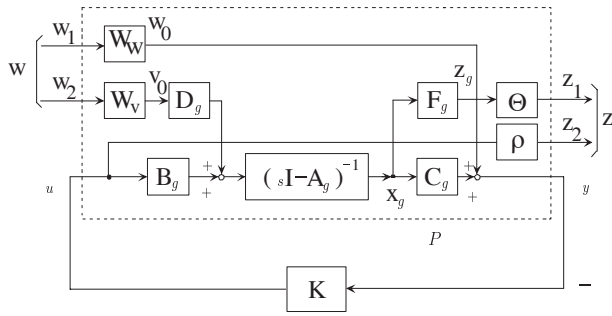 w
w₁
W_w
w₀
w₂
W_v
v₀
D_g
z_g
F_g
Θ
z₁
z
ρ
z₂
u
B_g
+
+
(sI−A_g)⁻¹
x_g
C_g
+
+
y
P
K
−